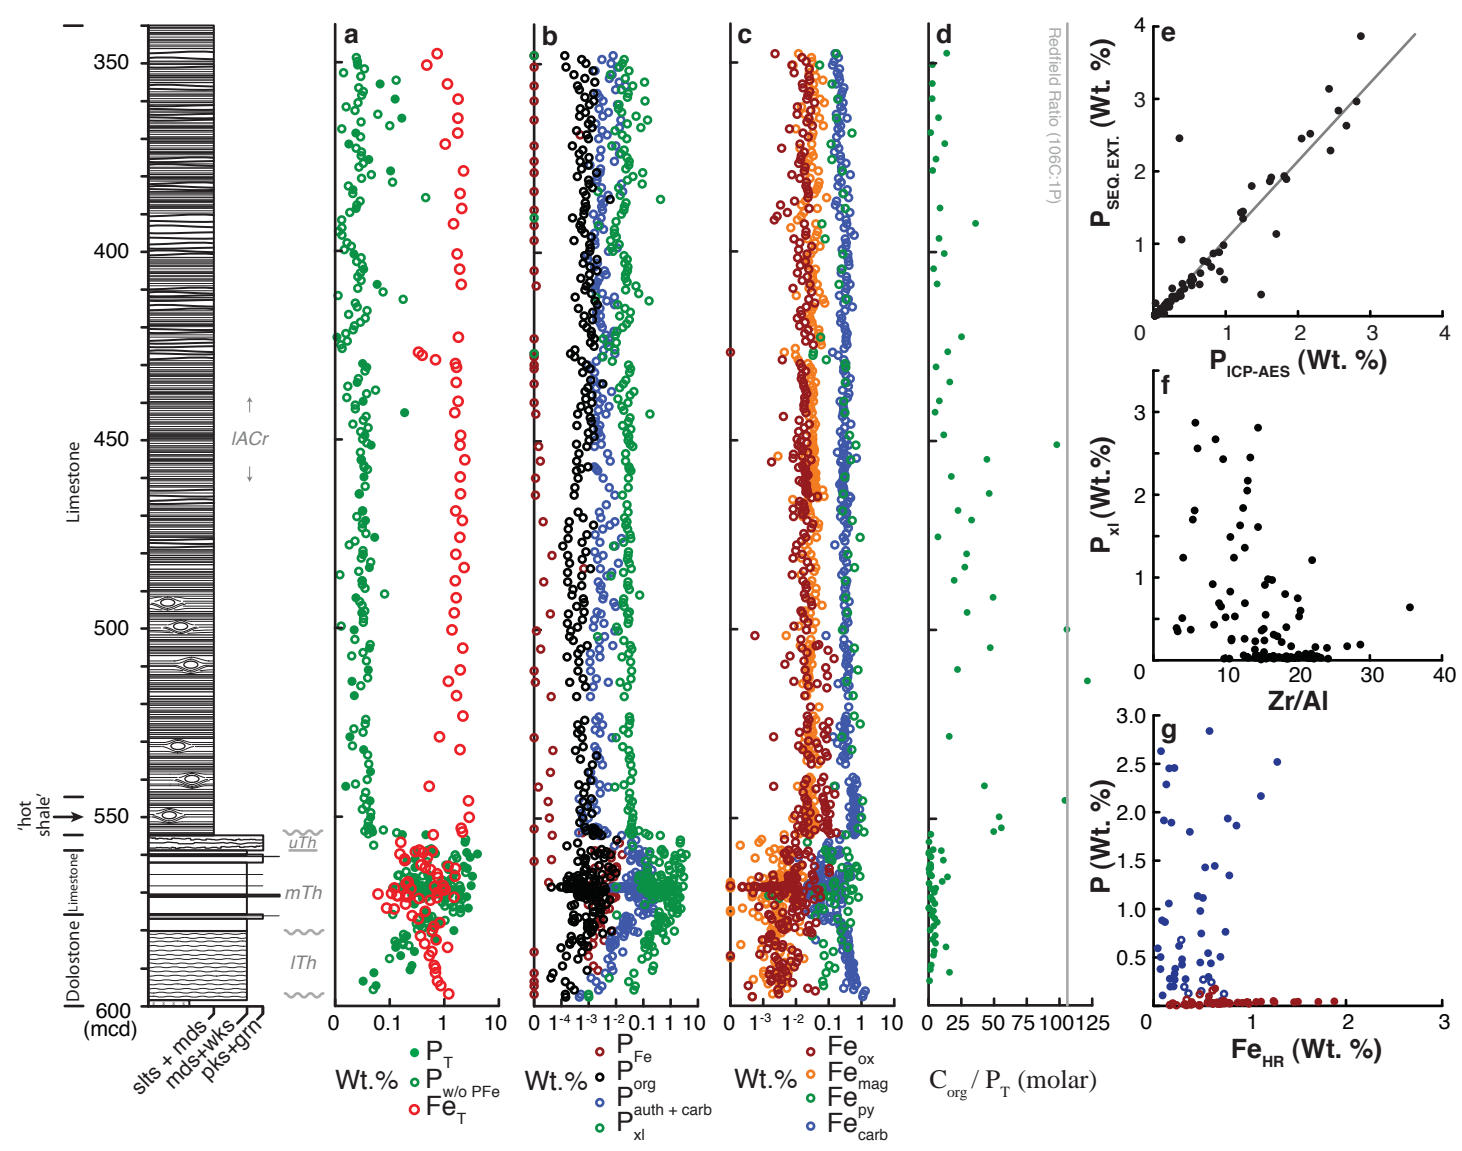 a
b
c
d
e
f
g
350
400
450
500
550
600
(mcd)
Limestone
'hot shale'
Limestone
Dolostone
lACr
uTh
mTh
lTh
slts + mds
mds+wks
pks+grn
0 0.1 1 10
Wt.%
P_T
P_w/o PFe
Fe_T
0 1⁻⁴ 1⁻³ 1⁻² 0.1 1 10
Wt.%
P_Fe
P_org
P_auth + carb
P_xl
0 1⁻³ 1⁻² 0.1 1 10
Wt.%
Fe_ox
Fe_mag
Fe_py
Fe_carb
Redfield Ratio (106C:1P)
0 25 50 75 100 125
C_org / P_T (molar)
P_SEQ. EXT. (Wt. %)
4
3
2
1
0
1 2 3 4
P_ICP-AES (Wt. %)
P_xl (Wt.%)
3
2
1
0
10 20 30 40
Zr/Al
P (Wt. %)
3.0
2.5
2.0
1.5
1.0
0.5
0 1 2 3
Fe_HR (Wt. %)